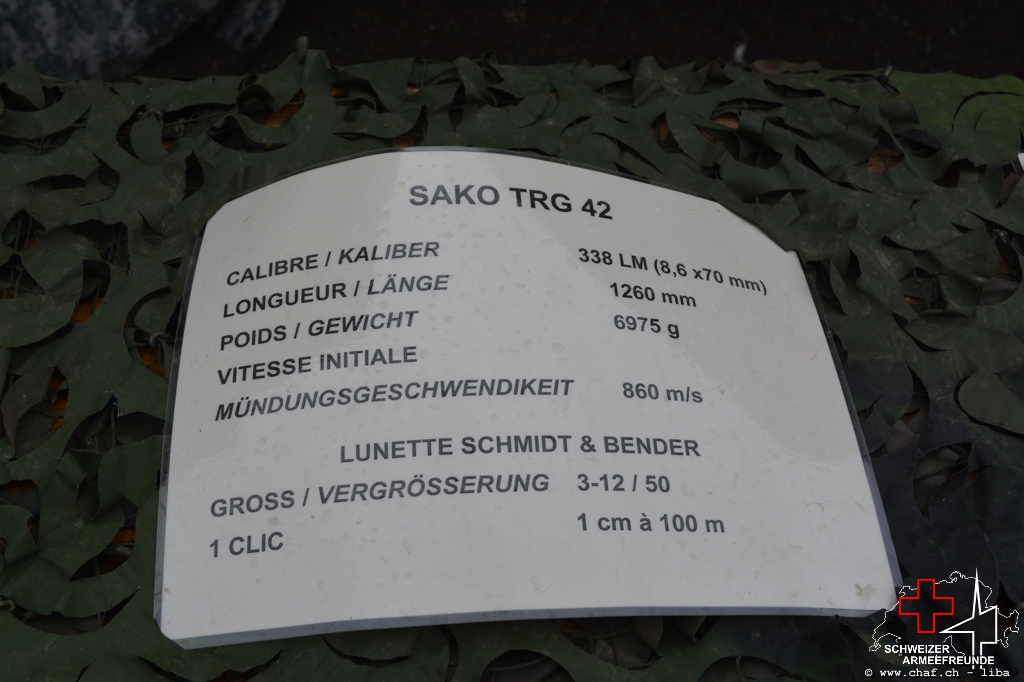 SAKO TRG 42
CALIBRE / KALIBER 338 LM (8,6 x70 mm)
LONGUEUR / LÄNGE 1260 mm
POIDS / GEWICHT 6975 g
VITESSE INITIALE
MÜNDUNGSGESCHWENDIKEIT 860 m/s
LUNETTE SCHMIDT & BENDER
GROSS / VERGRÖSSERUNG 3-12 / 50
1 CLIC 1 cm à 100 m
SCHWEIZER
ARMEEFREUNDE
© www.chaf.ch - liba